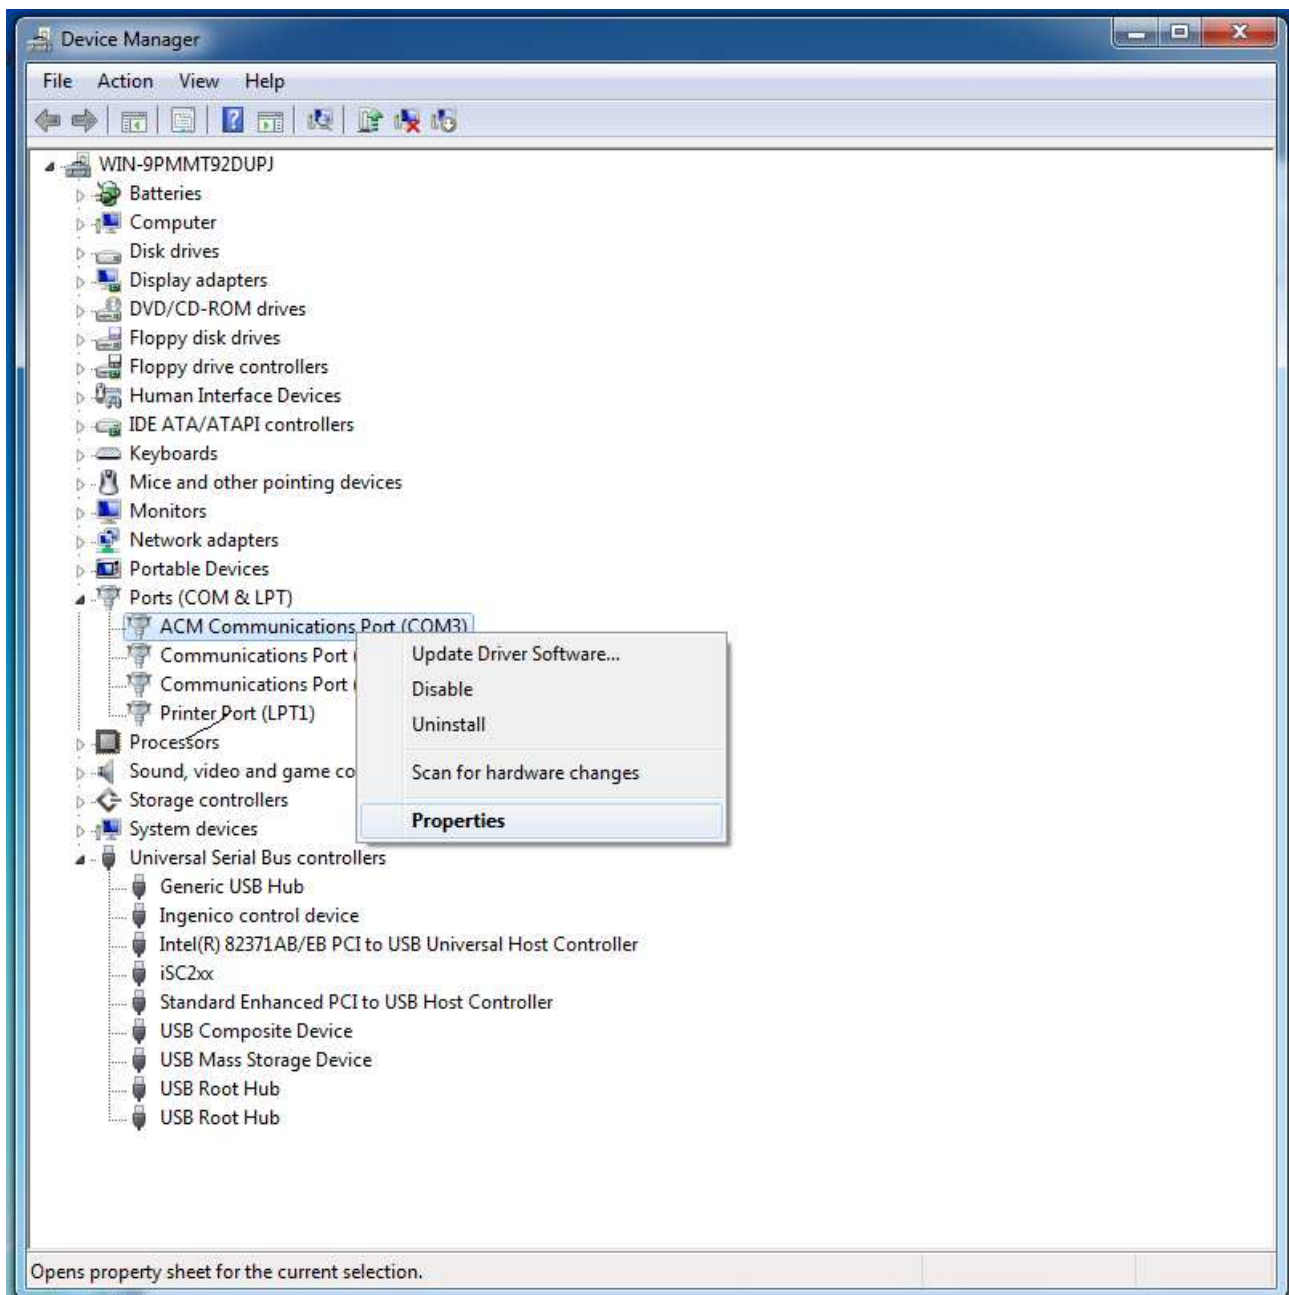 Device Manager
File Action View Help
WIN-9PMMT92DUPJ
Batteries
Computer
Disk drives
Display adapters
DVD/CD-ROM drives
Floppy disk drives
Floppy drive controllers
Human Interface Devices
IDE ATA/ATAPI controllers
Keyboards
Mice and other pointing devices
Monitors
Network adapters
Portable Devices
Ports (COM & LPT)
ACM Communications Port (COM3)
Communications Port (
Communications Port (
Printer Port (LPT1)
Processors
Sound, video and game co
Storage controllers
System devices
Update Driver Software...
Disable
Uninstall
Scan for hardware changes
Properties
Universal Serial Bus controllers
Generic USB Hub
Ingenico control device
Intel(R) 82371AB/EB PCI to USB Universal Host Controller
iSC2xx
Standard Enhanced PCI to USB Host Controller
USB Composite Device
USB Mass Storage Device
USB Root Hub
USB Root Hub
Opens property sheet for the current selection.